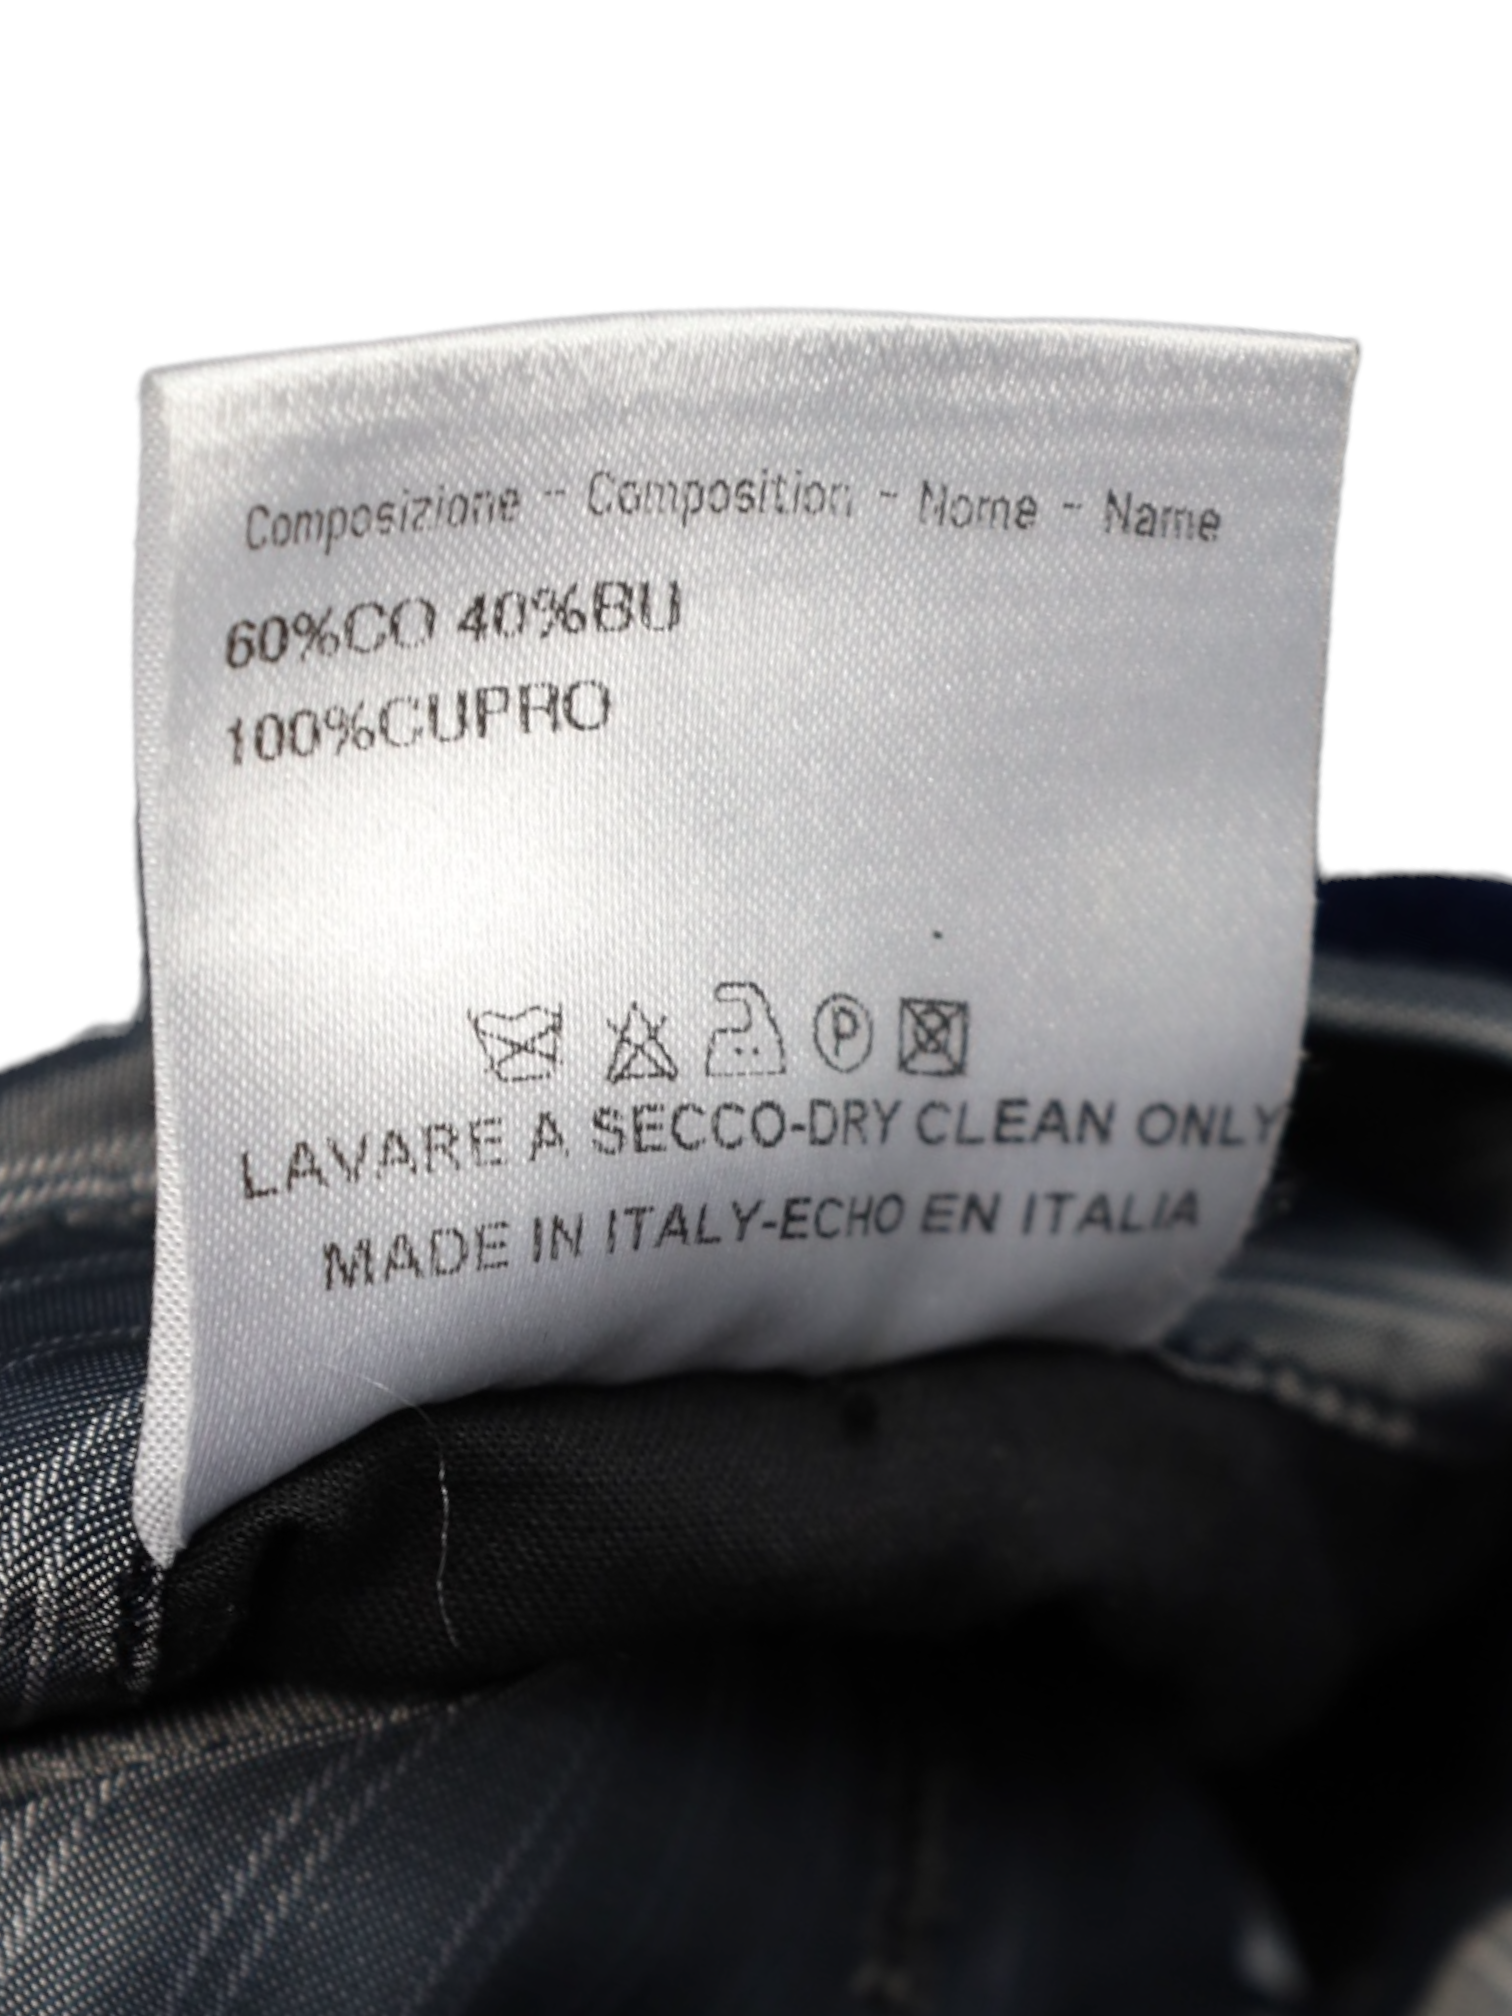 Composizione - Composition - Nome - Name
60%CO 40%BU
100%CUPRO
P
LAVARE A SECCO-DRY CLEAN ONLY
MADE IN ITALY-ECHO EN ITALIA